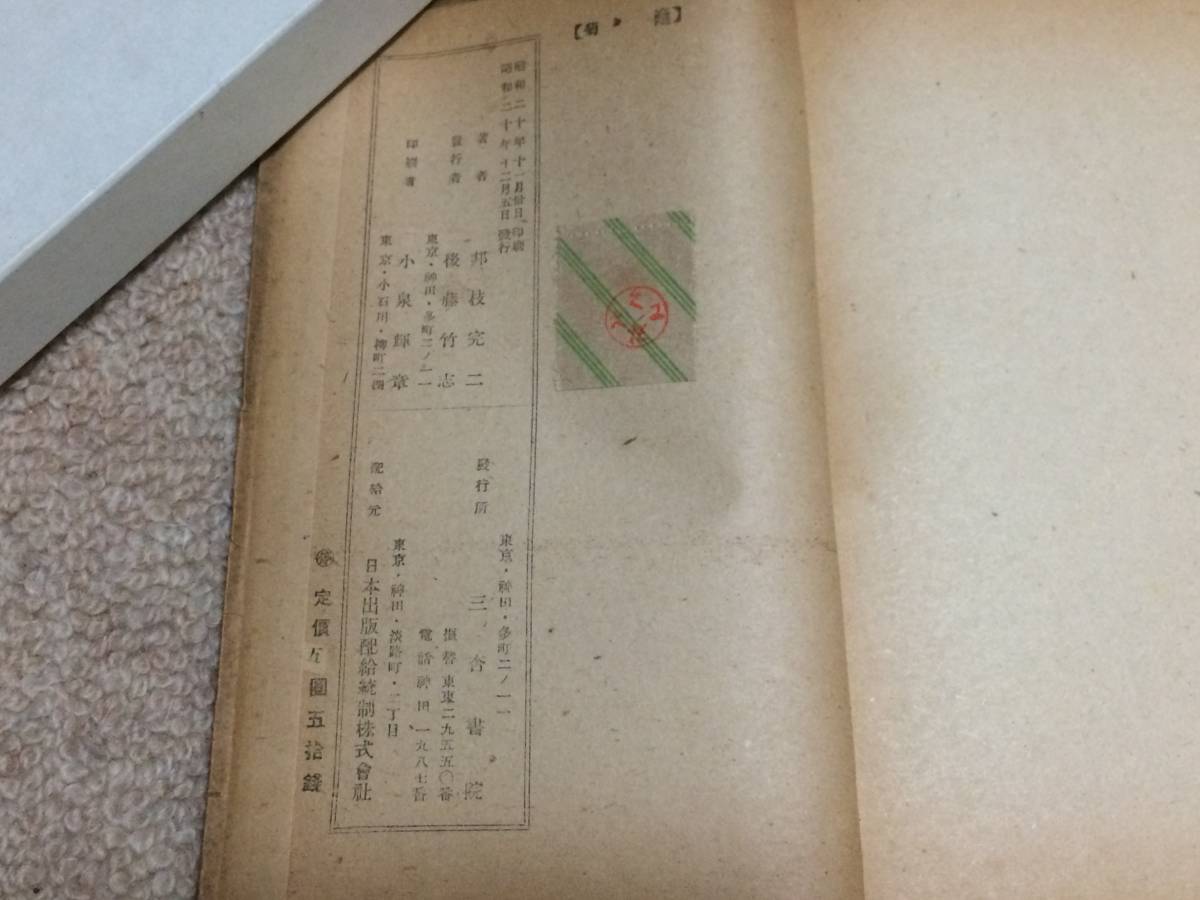 昭和二十年十一月卅日 印刷
昭和二十年十二月五日 發行
著者 邦枝完二
發行者 後藤竹志
東京・神田・多町二ノ一一
印刷者 小泉輝章
東京・小石川・柳町二
發行所
東京・神田・多町二ノ一一
三杏書院
振替東京二九五五〇番
電話神田一九八七番
配給元
東京・神田・淡路町・二丁目
日本出版配給統制株式會社
定價五圓五拾錢